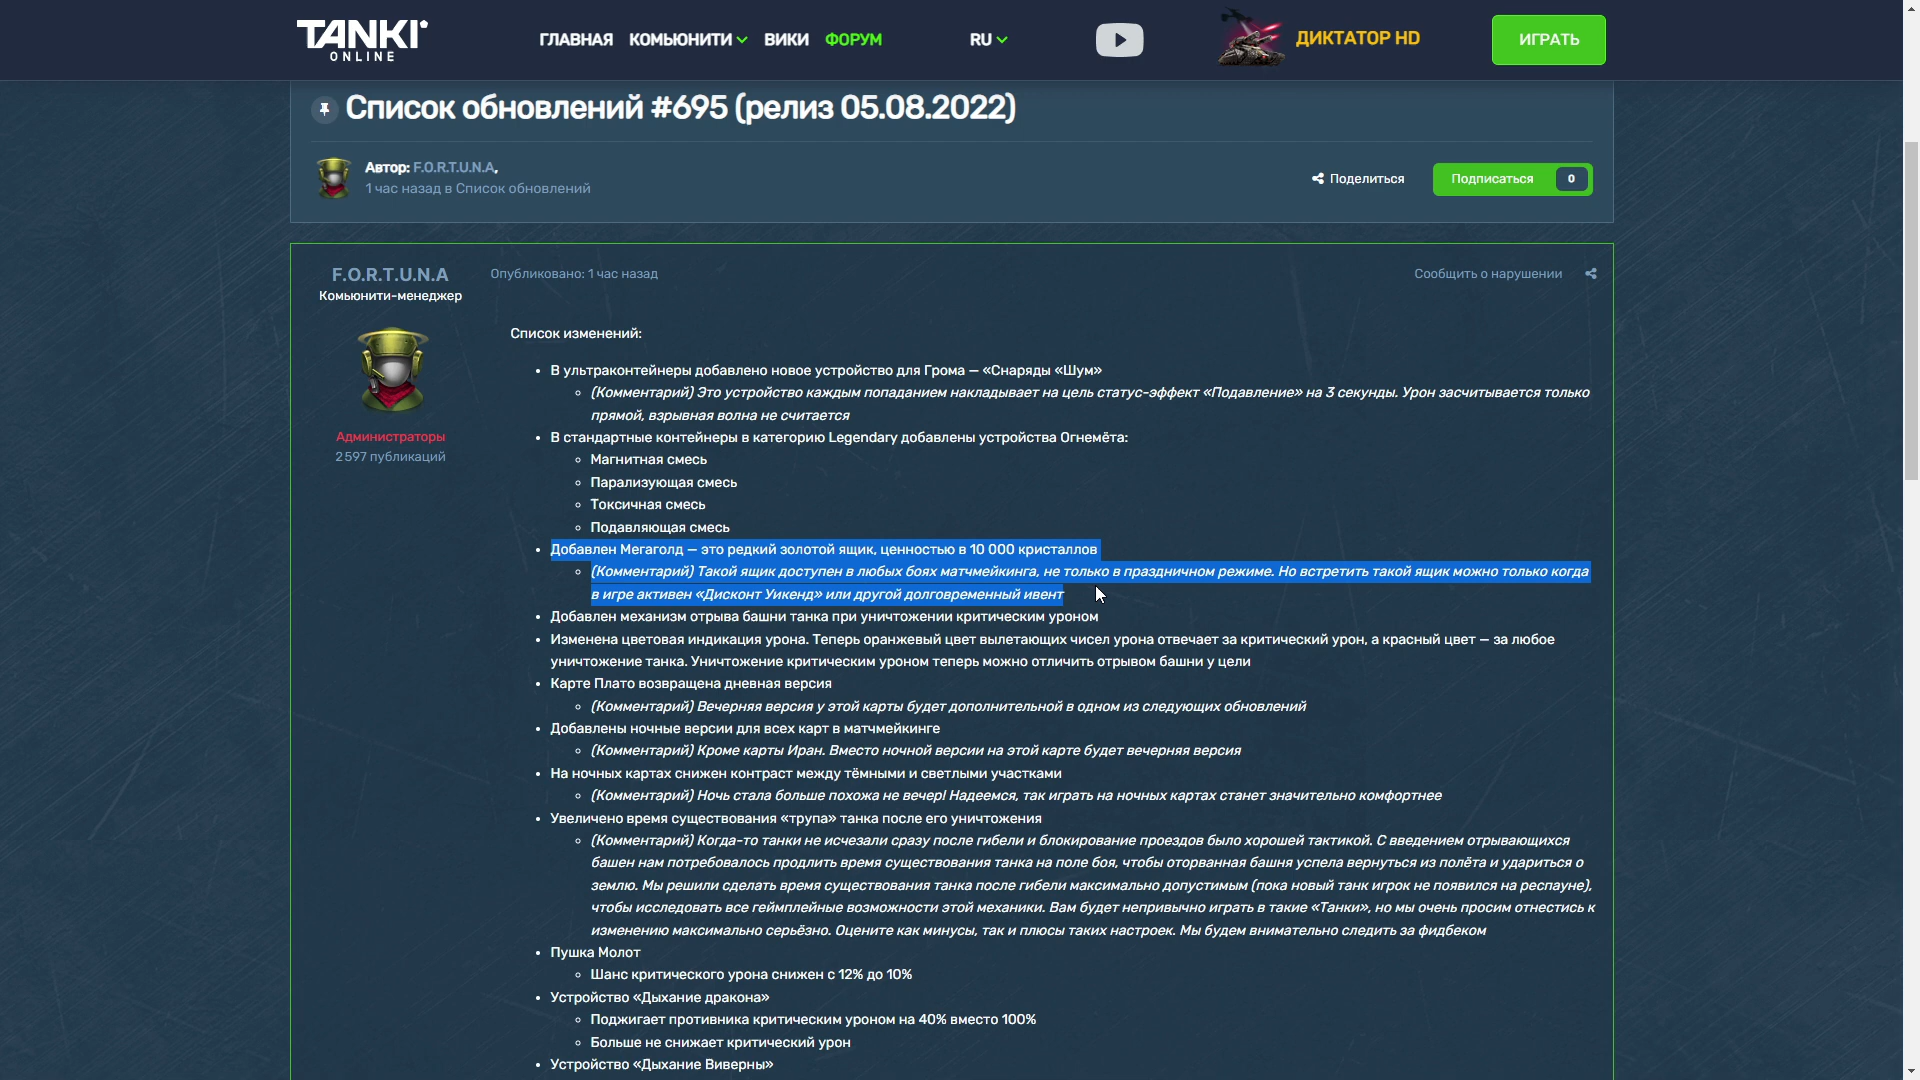 TANKI
ONLINE
ГЛАВНАЯ КОМЬЮНИТИ ВИКИ ФОРУМ
RU
ДИКТАТОР HD
ИГРАТЬ
Список обновлений #695 (релиз 05.08.2022)
Автор: F.O.R.T.U.N.A,
1 час назад в Список обновлений
Поделиться
Подписаться 0
F.O.R.T.U.N.A
Комьюнити-менеджер
Администраторы
2 597 публикаций
Опубликовано: 1 час назад
Сообщить о нарушении
Список изменений:
В ультраконтейнеры добавлено новое устройство для Грома — «Снаряды «Шум»
(Комментарий) Это устройство каждым попаданием накладывает на цель статус-эффект «Подавление» на 3 секунды. Урон засчитывается только
прямой, взрывная волна не считается
В стандартные контейнеры в категорию Legendary добавлены устройства Огнемёта:
Магнитная смесь
Парализующая смесь
Токсичная смесь
Подавляющая смесь
Добавлен Мегаголд — это редкий золотой ящик, ценностью в 10 000 кристаллов
(Комментарий) Такой ящик доступен в любых боях матчмейкинга, не только в праздничном режиме. Но встретить такой ящик можно только когда
в игре активен «Дисконт Уикенд» или другой долговременный ивент
Добавлен механизм отрыва башни танка при уничтожении критическим уроном
Изменена цветовая индикация урона. Теперь оранжевый цвет вылетающих чисел урона отвечает за критический урон, а красный цвет — за любое
уничтожение танка. Уничтожение критическим уроном теперь можно отличить отрывом башни у цели
Карте Плато возвращена дневная версия
(Комментарий) Вечерняя версия у этой карты будет дополнительной в одном из следующих обновлений
Добавлены ночные версии для всех карт в матчмейкинге
(Комментарий) Кроме карты Иран. Вместо ночной версии на этой карте будет вечерняя версия
На ночных картах снижен контраст между тёмными и светлыми участками
(Комментарий) Ночь стала больше похожа не вечер! Надеемся, так играть на ночных картах станет значительно комфортнее
Увеличено время существования «трупа» танка после его уничтожения
(Комментарий) Когда-то танки не исчезали сразу после гибели и блокирование проездов было хорошей тактикой. С введением отрывающихся
башен нам потребовалось продлить время существования танка на поле боя, чтобы оторванная башня успела вернуться из полёта и удариться о
землю. Мы решили сделать время существования танка после гибели максимально допустимым (пока новый танк игрок не появился на респауне),
чтобы исследовать все геймплейные возможности этой механики. Вам будет непривычно играть в такие «Танки», но мы очень просим отнестись к
изменению максимально серьёзно. Оцените как минусы, так и плюсы таких настроек. Мы будем внимательно следить за фидбеком
Пушка Молот
Шанс критического урона снижен с 12% до 10%
Устройство «Дыхание дракона»
Поджигает противника критическим уроном на 40% вместо 100%
Больше не снижает критический урон
Устройство «Дыхание Виверны»